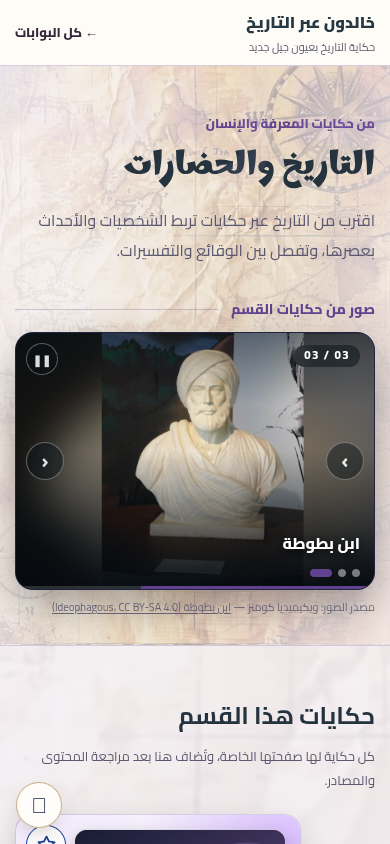 خالدون عبر التاريخ
حكاية التاريخ بعيون جيل جديد
← كل البوابات
من حكايات المعرفة والإنسان
التاريخ والحضارات
اقترب من التاريخ عبر حكايات تربط الشخصيات والأحداث
بعصرها، وتفصل بين الوقائع والتفسيرات.
صور من حكايات القسم
03 / 03
ابن بطوطة
مصدر الصور: ويكيميديا كومنز — ابن بطوطة (Ideophagous, CC BY-SA 4.0)
حكايات هذا القسم
كل حكاية لها صفحتها الخاصة، وتُضاف هنا بعد مراجعة المحتوى
والمصادر.